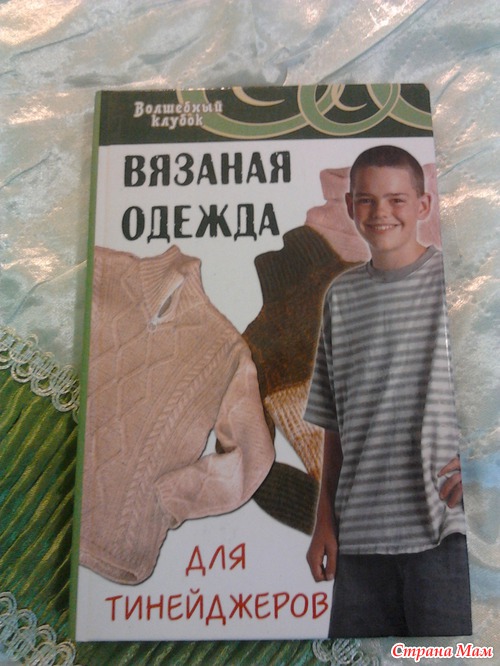 Волшебный
клубок
ВЯЗАНАЯ
ОДЕЖДА
ДЛЯ
ТИНЕЙДЖЕРОВ
Страна Мам